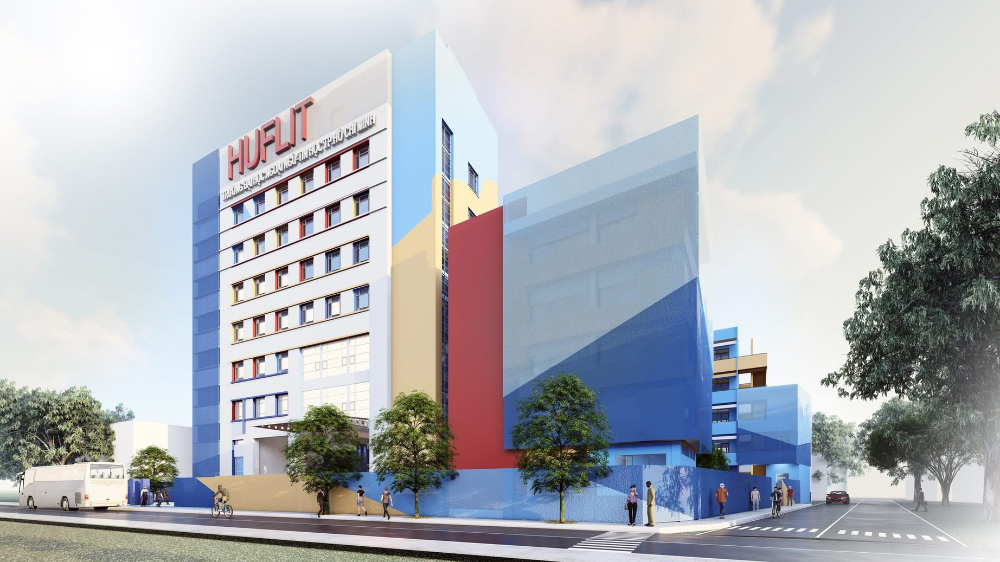 HUFLIT
TRƯỜNG ĐẠI HỌC NGOẠI NGỮ-TIN HỌC TP.HỒ CHÍ MINH